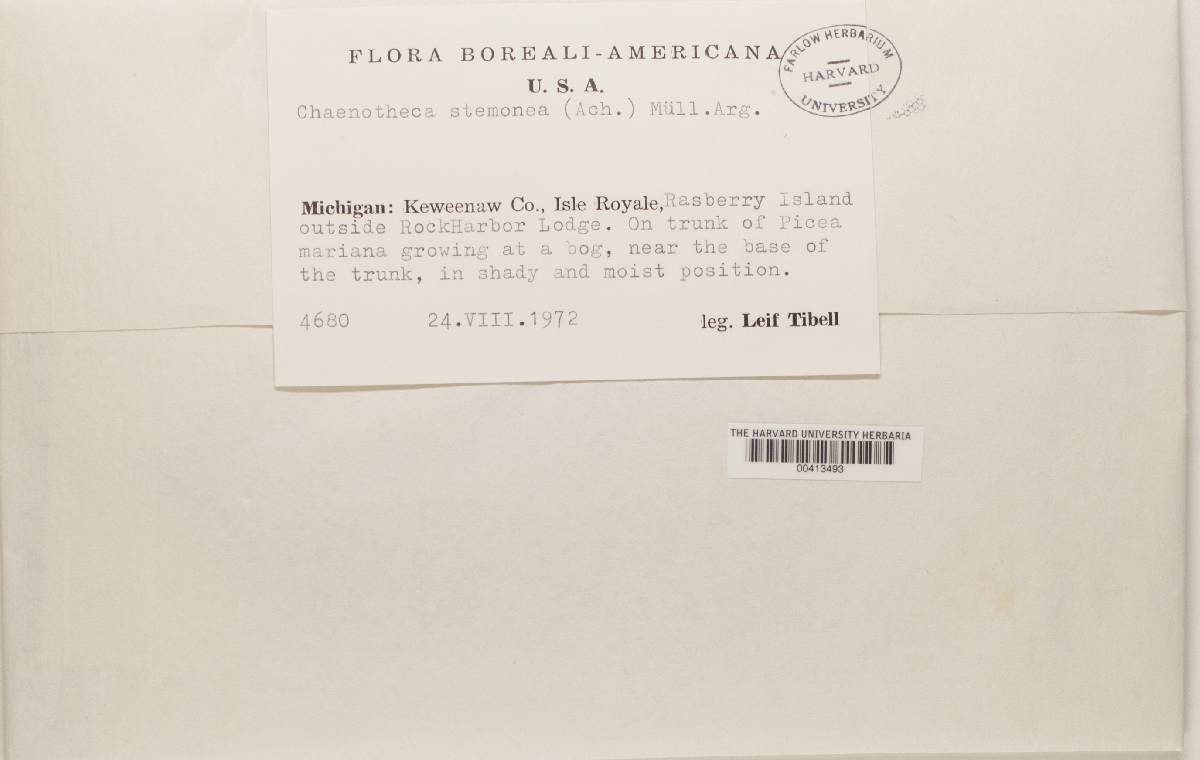 FLORA BOREALI-AMERICANA
U. S. A.
Chaenotheca stemonea (Ach.) Müll.Arg.
FARLOW HERBARIUM
HARVARD
UNIVERSITY
Michigan: Keweenaw Co., Isle Royale, Rasberry Island
outside RockHarbor Lodge. On trunk of Picea
mariana growing at a bog, near the base of
the trunk, in shady and moist position.
4680 24.VIII.1972 leg. Leif Tibell
THE HARVARD UNIVERSITY HERBARIA
00413493